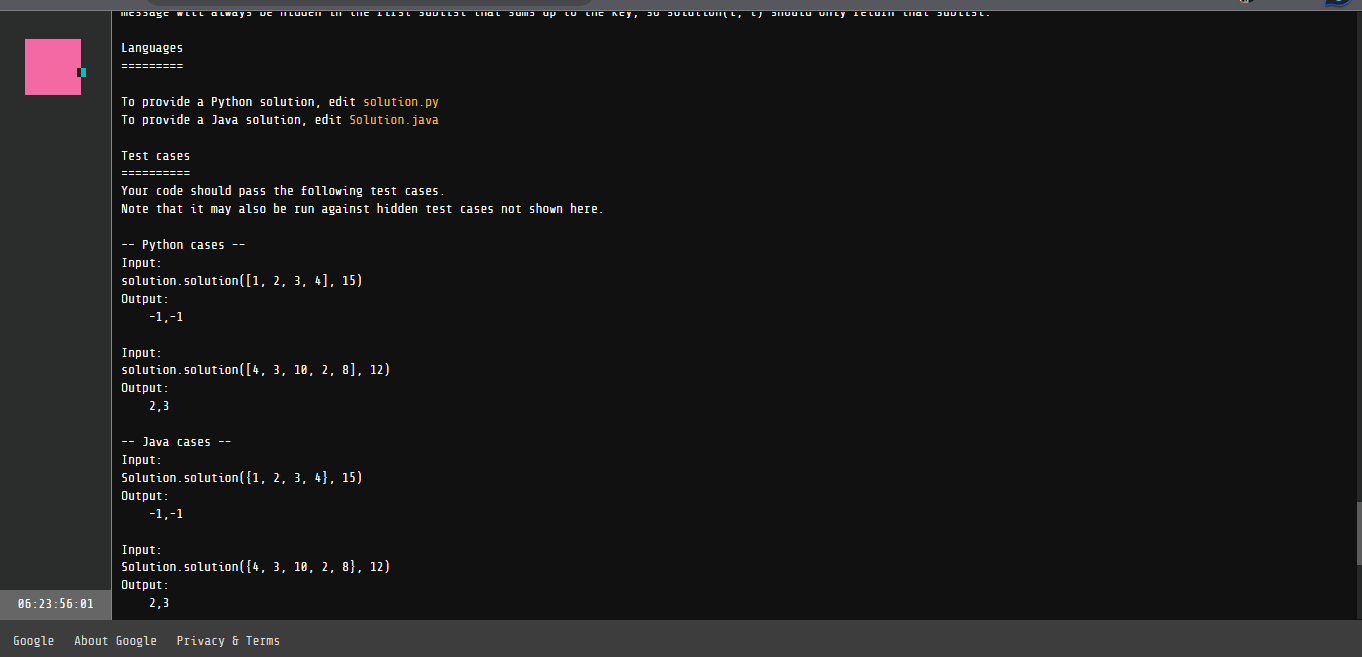 message will always be hidden in the first sublist that sums up to the key, so solution(l, t) should only return that sublist.
Languages
=========
To provide a Python solution, edit solution.py
To provide a Java solution, edit Solution.java
Test cases
==========
Your code should pass the following test cases.
Note that it may also be run against hidden test cases not shown here.
-- Python cases --
Input:
solution.solution([1, 2, 3, 4], 15)
Output:
-1,-1
Input:
solution.solution([4, 3, 10, 2, 8], 12)
Output:
2,3
-- Java cases --
Input:
Solution.solution({1, 2, 3, 4}, 15)
Output:
-1,-1
Input:
Solution.solution({4, 3, 10, 2, 8}, 12)
Output:
2,3
06:23:56:01
Google About Google Privacy & Terms